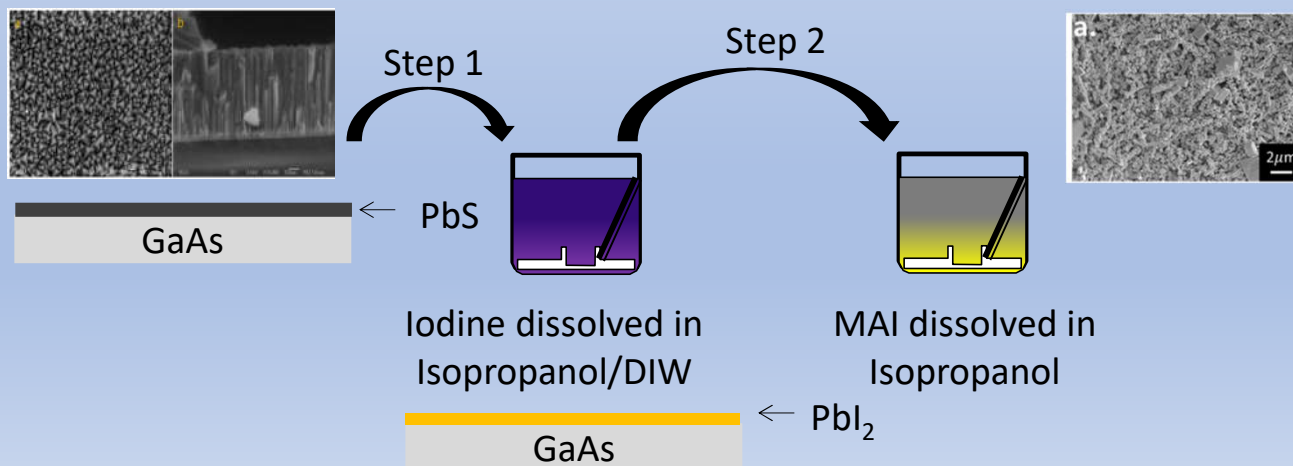 a
b
Step 1
Step 2
a.
2μm
PbS
GaAs
Iodine dissolved in
Isopropanol/DIW
MAI dissolved in
Isopropanol
PbI₂
GaAs